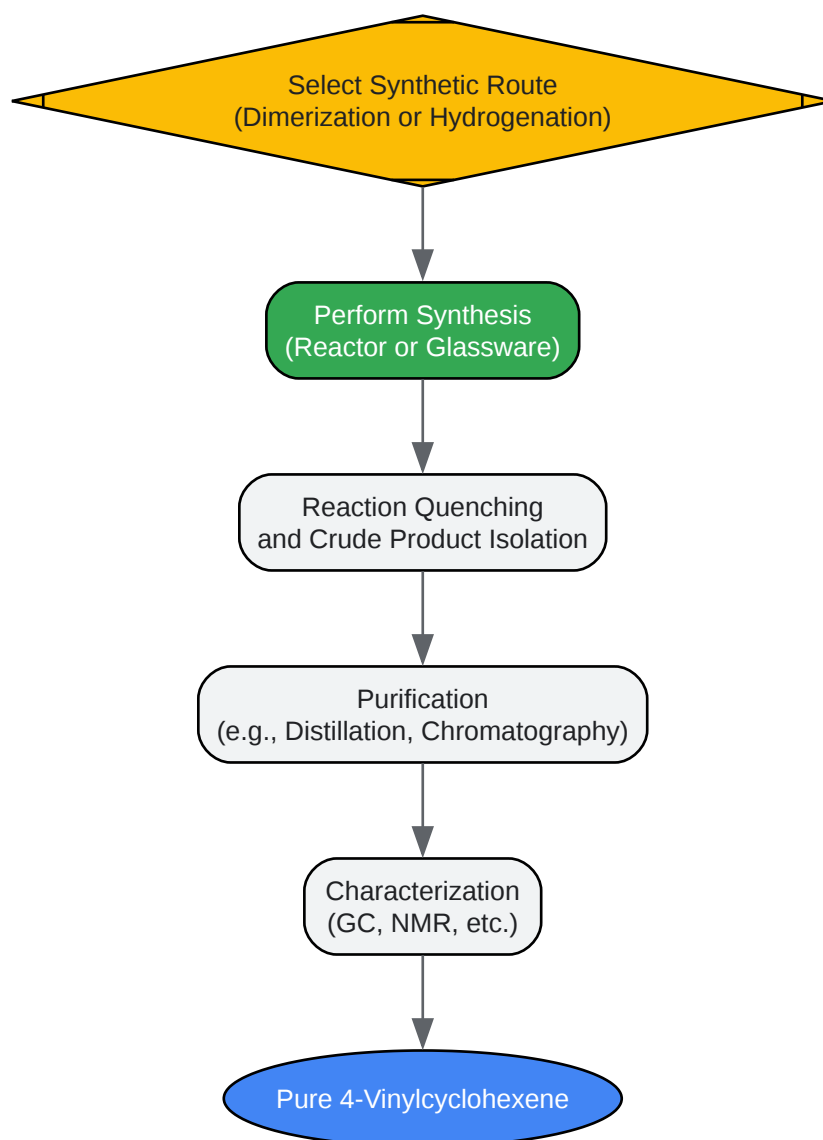 Select Synthetic Route
(Dimerization or Hydrogenation)
Perform Synthesis
(Reactor or Glassware)
Reaction Quenching
and Crude Product Isolation
Purification
(e.g., Distillation, Chromatography)
Characterization
(GC, NMR, etc.)
Pure 4-Vinylcyclohexene